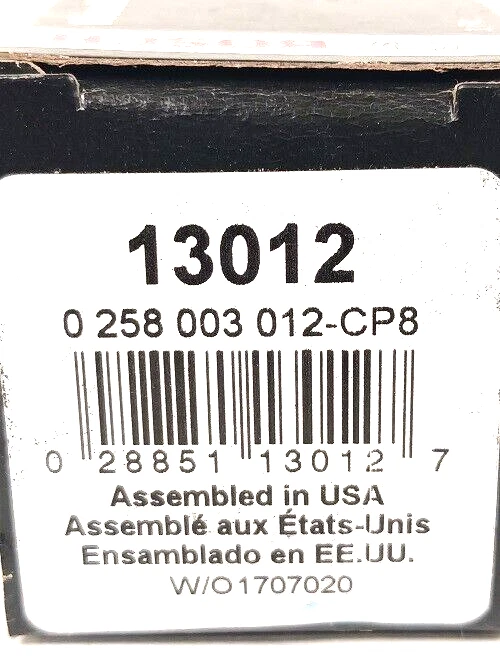 13012
0 258 003 012-CP8
0 28851 13012 7
Assembled in USA
Assemblé aux États-Unis
Ensamblado en EE.UU.
W/O1707020